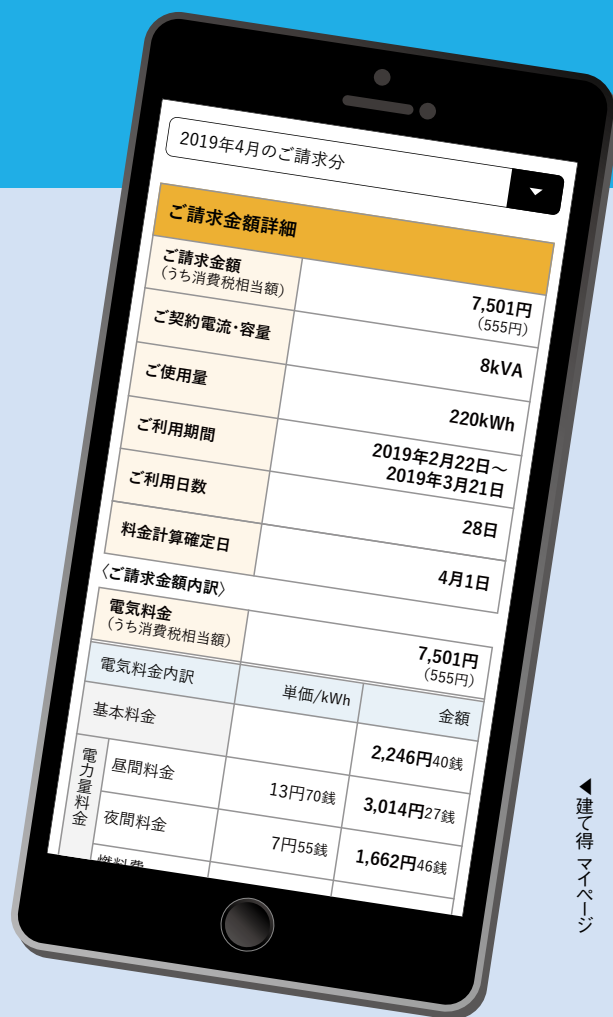 2019年4月のご請求分
ご請求金額詳細
ご請求金額
（うち消費税相当額）
7,501円
（555円）
ご契約電流・容量
8kVA
ご使用量
220kWh
ご利用期間
2019年2月22日～
2019年3月21日
ご利用日数
28日
料金計算確定日
4月1日
〈ご請求金額内訳〉
電気料金
（うち消費税相当額）
7,501円
（555円）
電気料金内訳
単価/kWh
金額
基本料金
2,246円40銭
電力量料金
昼間料金
13円70銭
3,014円27銭
夜間料金
7円55銭
1,662円46銭
燃料費
◀建て得 マイページ